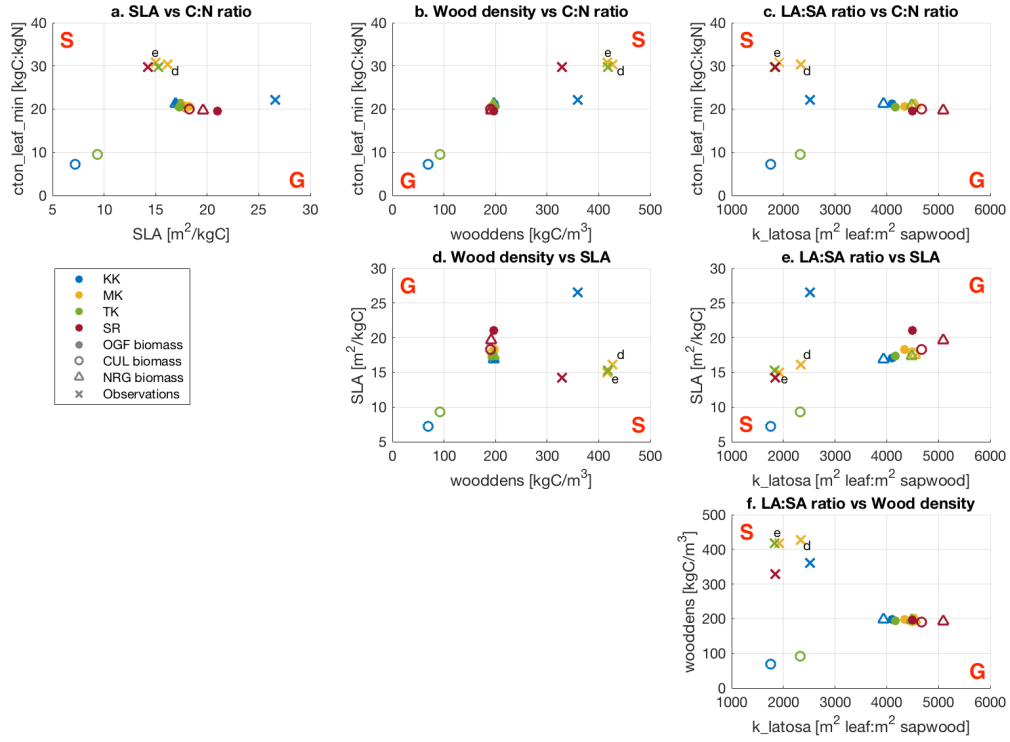 a. SLA vs C:N ratio
cton_leaf_min [kgC:kgN]
40
30
20
10
0
S
e
d
G
5
10
15
20
25
30
SLA [m²/kgC]
b. Wood density vs C:N ratio
cton_leaf_min [kgC:kgN]
40
30
20
10
0
S
e
d
G
0
100
200
300
400
500
wooddens [kgC/m³]
c. LA:SA ratio vs C:N ratio
cton_leaf_min [kgC:kgN]
40
30
20
10
0
S
e
d
G
1000
2000
3000
4000
5000
6000
k_latosa [m² leaf:m² sapwood]
KK
MK
TK
SR
OGF biomass
CUL biomass
NRG biomass
Observations
d. Wood density vs SLA
SLA [m²/kgC]
30
25
20
15
10
5
G
d
e
S
0
100
200
300
400
500
wooddens [kgC/m³]
e. LA:SA ratio vs SLA
SLA [m²/kgC]
30
25
20
15
10
5
G
d
e
S
1000
2000
3000
4000
5000
6000
k_latosa [m² leaf:m² sapwood]
f. LA:SA ratio vs Wood density
wooddens [kgC/m³]
500
400
300
200
100
0
S
e
d
G
1000
2000
3000
4000
5000
6000
k_latosa [m² leaf:m² sapwood]